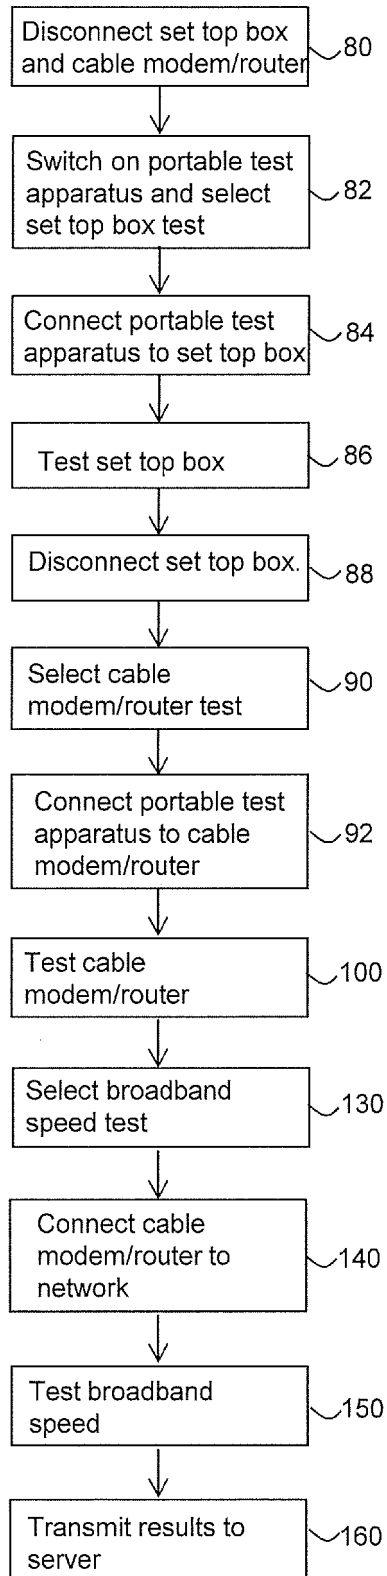 Disconnect set top box
and cable modem/router
80
Switch on portable test
apparatus and select
set top box test
82
Connect portable test
apparatus to set top box
84
Test set top box
86
Disconnect set top box.
88
Select cable
modem/router test
90
Connect portable test
apparatus to cable
modem/router
92
Test cable
modem/router
100
Select broadband
speed test
130
Connect cable
modem/router to
network
140
Test broadband
speed
150
Transmit results to
server
160